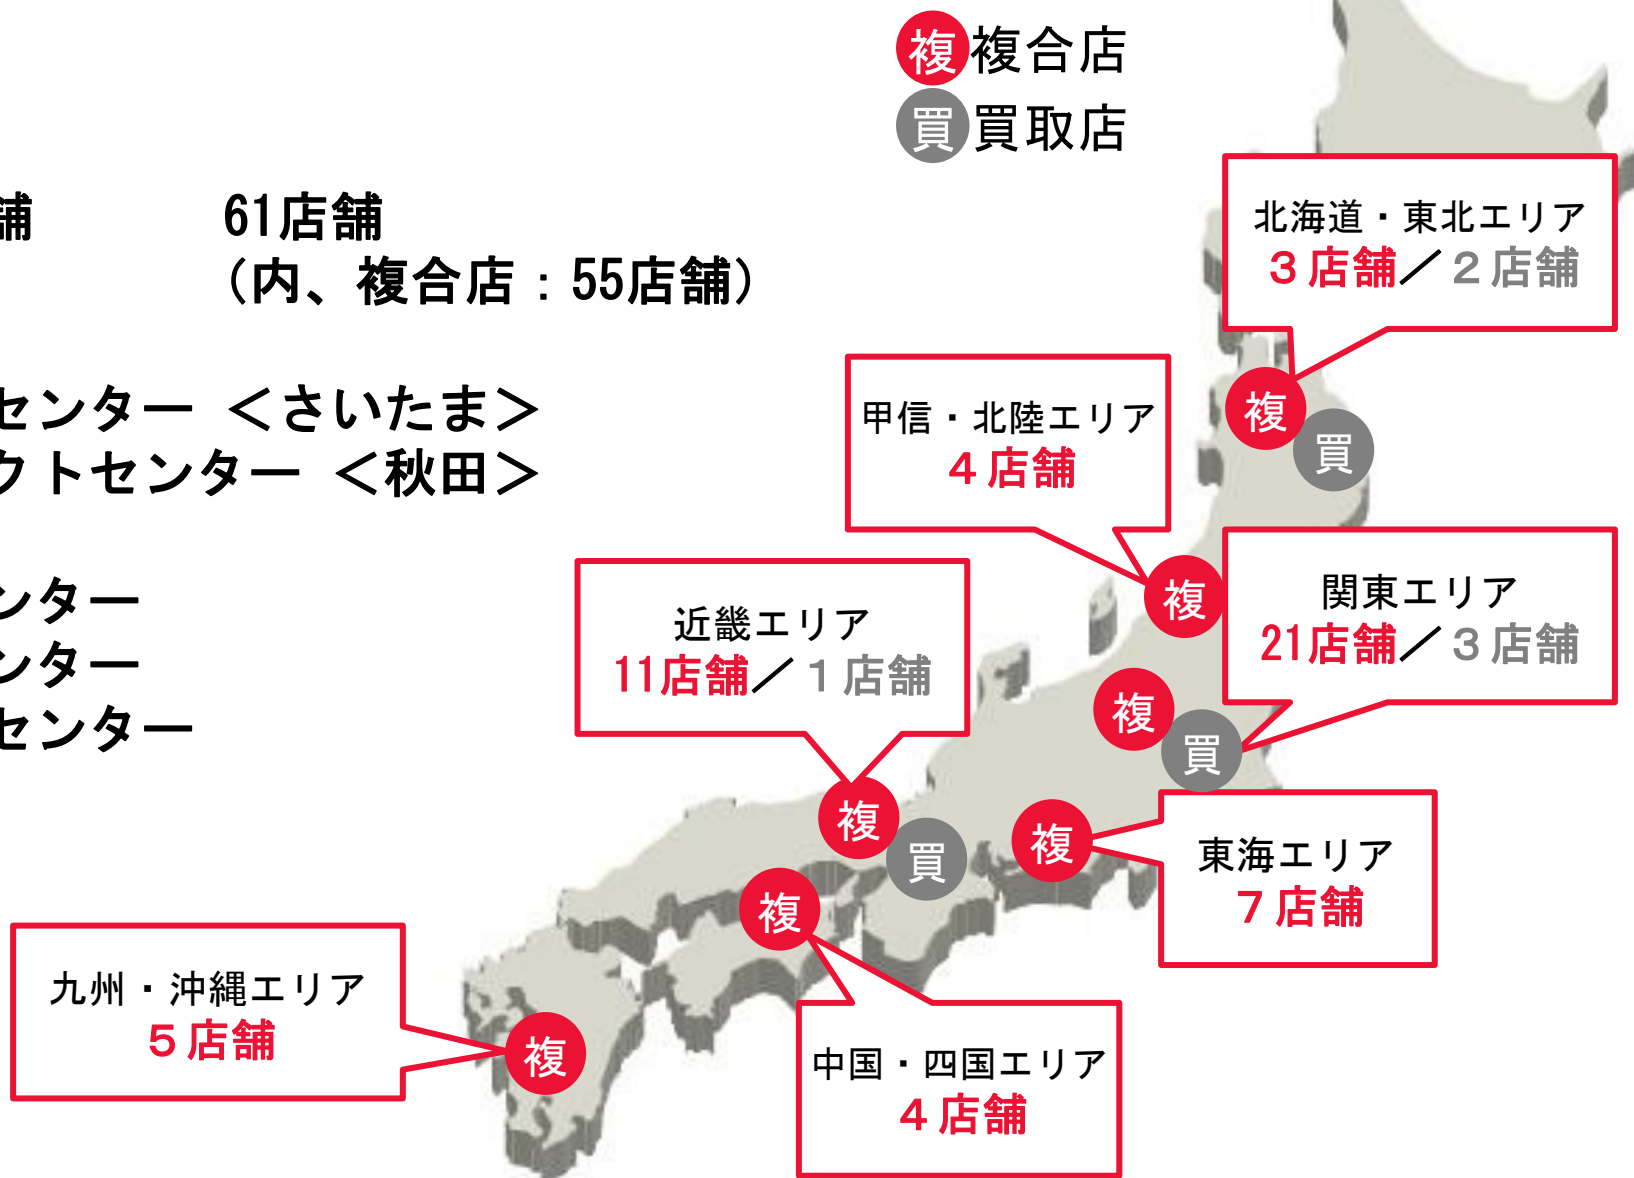 複複合店
買買取店
舗 61店舗
(内、複合店：55店舗)
センター ＜さいたま＞
クトセンター ＜秋田＞
ンター
ンター
センター
北海道・東北エリア
３店舗／２店舗
甲信・北陸エリア
４店舗
関東エリア
21店舗／３店舗
近畿エリア
11店舗／１店舗
東海エリア
７店舗
中国・四国エリア
４店舗
九州・沖縄エリア
５店舗
複
買
複
複
買
複
買
複
複
複